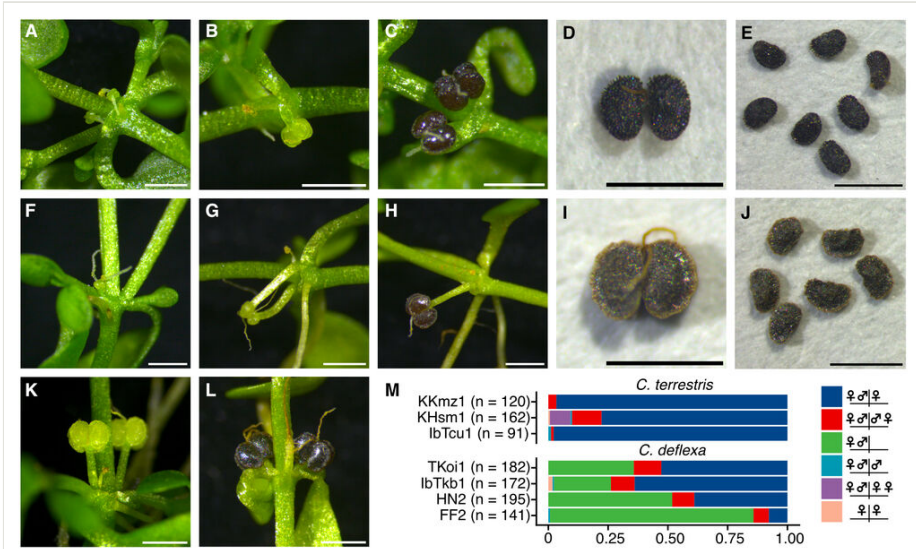 A
B
C
D
E
F
G
H
I
J
K
L
M
C. terrestris
KKmz1 (n = 120)
KHsm1 (n = 162)
IbTcu1 (n = 91)
C. deflexa
TKoi1 (n = 182)
IbTkb1 (n = 172)
HN2 (n = 195)
FF2 (n = 141)
0 0.25 0.50 0.75 1.00
♀♂|♀
♀♂|♂♀
♀♂|
♀♂|♂
♀♂|♀♀
♀|♀